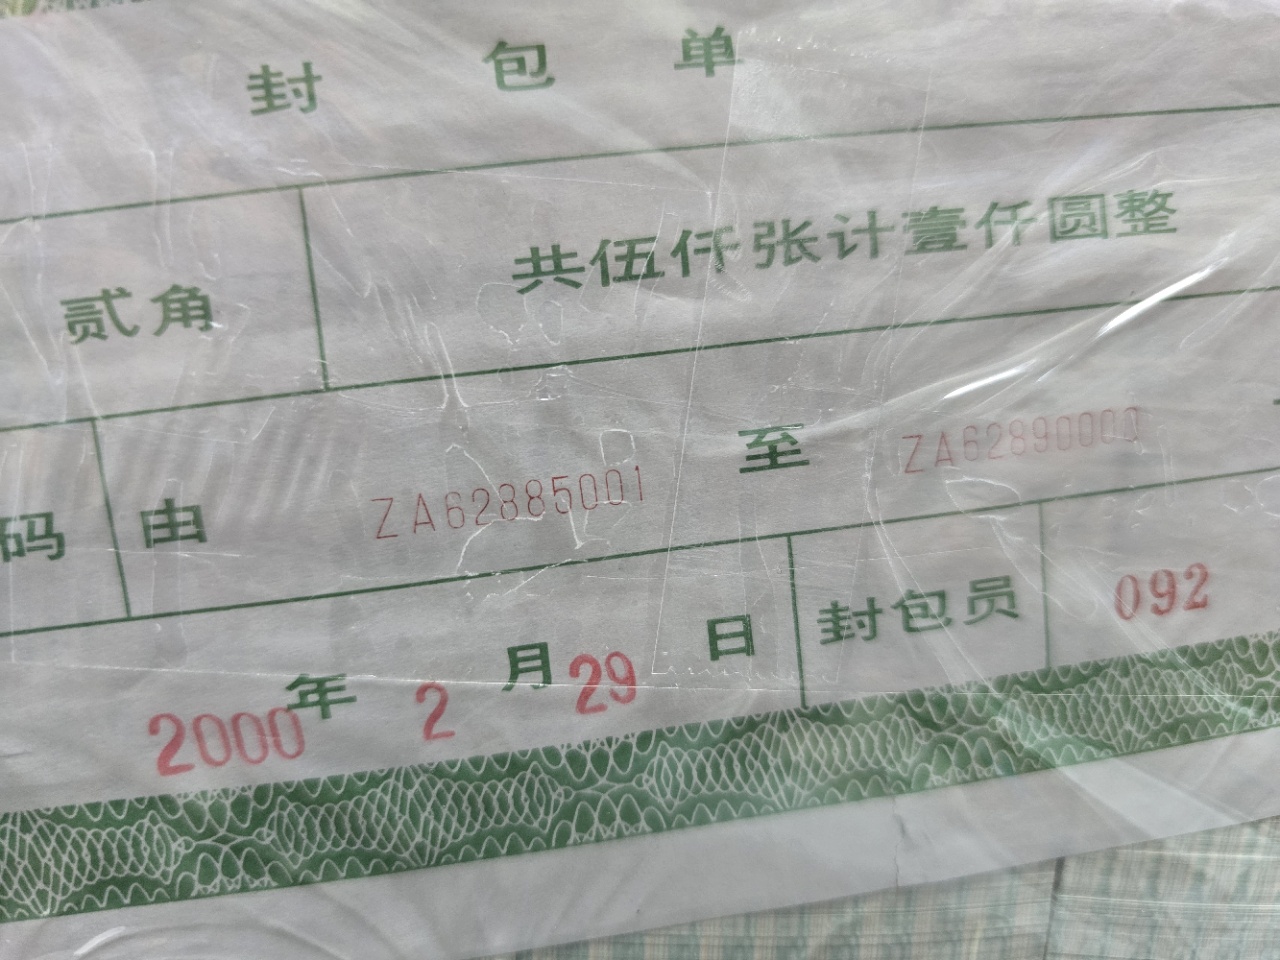 封包单
贰角 共伍仟张计壹仟圆整
码 由 ZA62885001 至 ZA62890000
2000年 2月29日 封包员 092